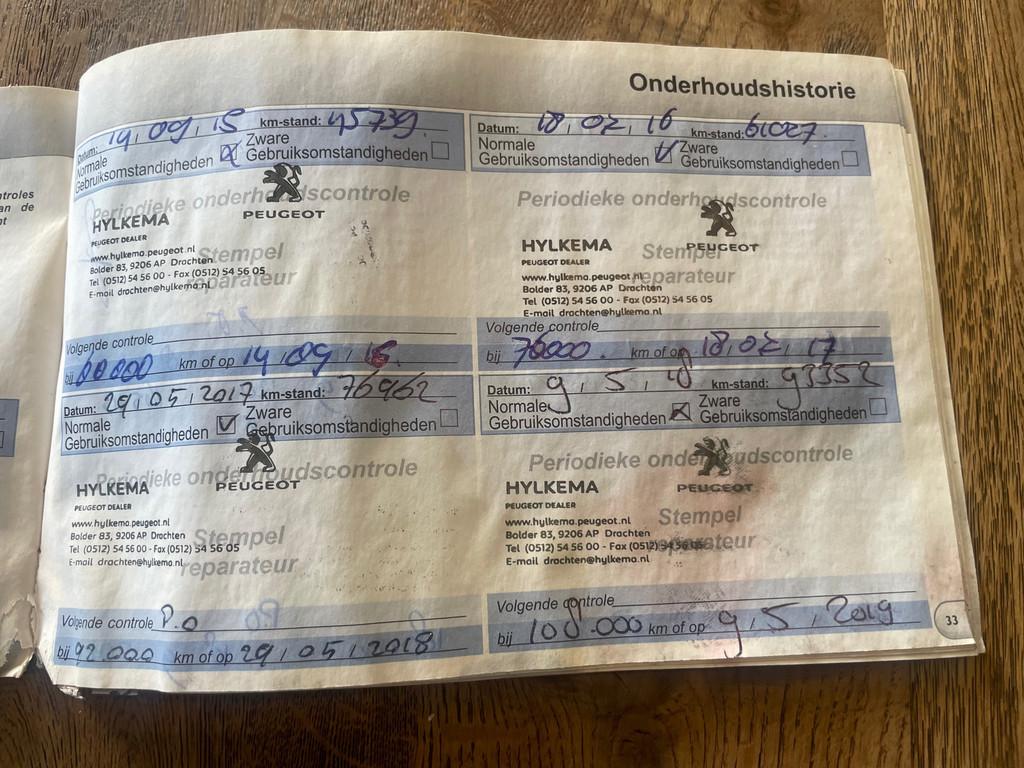 Onderhoudshistorie
ntroles
an de
nt
Datum: 14, 09, 15 km-stand: 45739.
Normale Gebruiksomstandigheden Zware Gebruiksomstandigheden
Periodieke onderhoudscontrole
PEUGEOT
HYLKEMA
PEUGEOT DEALER
Stempel reparateur
www.hylkema.peugeot.nl
Bolder 83, 9206 AP Drachten
Tel (0512) 54 56 00 - Fax (0512) 54 56 05
E-mail drachten@hylkema.nl
Volgende controle
bij 60000 km of op 14, 09, 16.
Datum: 18, 02, 16 km-stand: 61027.
Normale Gebruiksomstandigheden Zware Gebruiksomstandigheden
Periodieke onderhoudscontrole
PEUGEOT
HYLKEMA
PEUGEOT DEALER
Stempel reparateur
www.hylkema.peugeot.nl
Bolder 83, 9206 AP Drachten
Tel (0512) 54 56 00 - Fax (0512) 54 56 05
E-mail drachten@hylkema.nl
Volgende controle
bij 76000. km of op 18, 02, 17
Datum: 29, 05, 2017 km-stand: 76962
Normale Gebruiksomstandigheden Zware Gebruiksomstandigheden
Periodieke onderhoudscontrole
PEUGEOT
HYLKEMA
PEUGEOT DEALER
Stempel reparateur
www.hylkema.peugeot.nl
Bolder 83, 9206 AP Drachten
Tel (0512) 54 56 00 - Fax (0512) 54 56 05
E-mail drachten@hylkema.nl
Volgende controle P.O
bij 92.000 km of op 29, 05, 2018
Datum: 9, 5, 18 km-stand: 93352
Normale Gebruiksomstandigheden Zware Gebruiksomstandigheden
Periodieke onderhoudscontrole
PEUGEOT
HYLKEMA
PEUGEOT DEALER
Stempel reparateur
www.hylkema.peugeot.nl
Bolder 83, 9206 AP Drachten
Tel (0512) 54 56 00 - Fax (0512) 54 56 05
E-mail drachten@hylkema.nl
Volgende controle
bij 108.000 km of op 9, 5, 2019
33